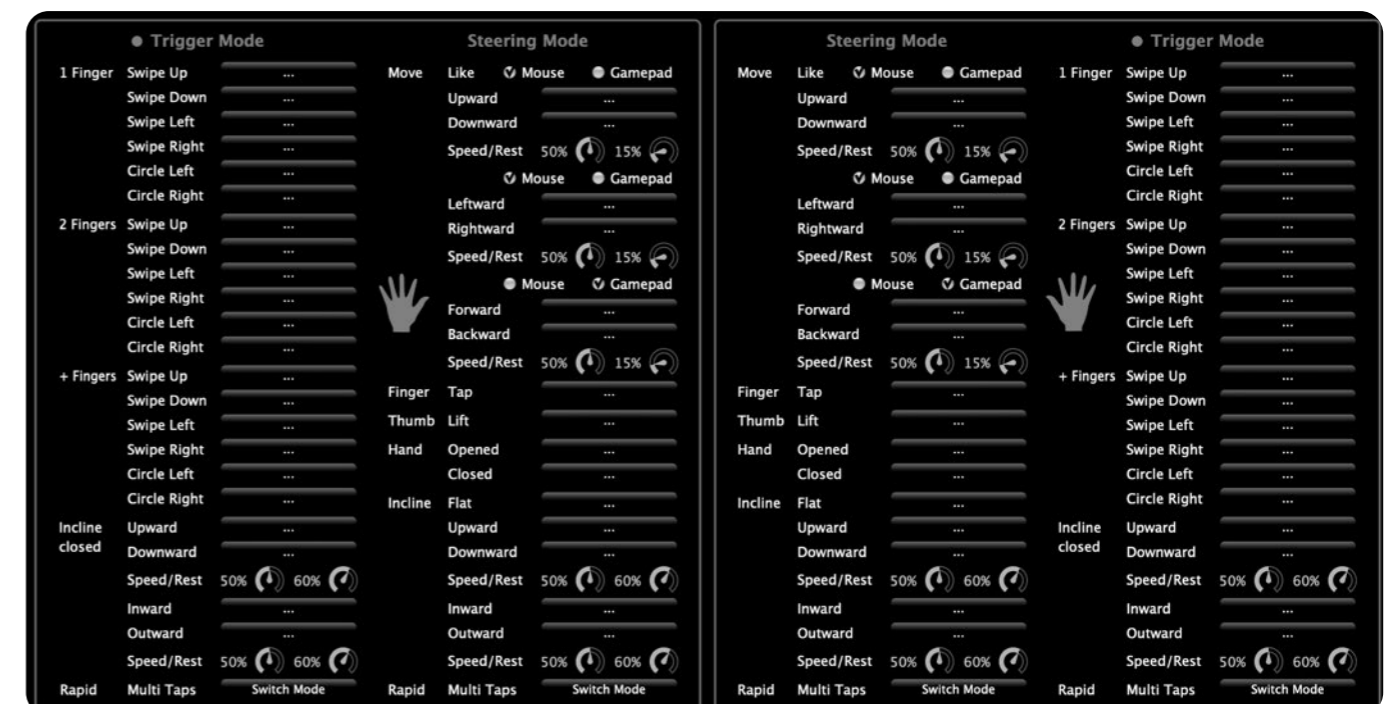 Trigger Mode
1 Finger Swipe Up ...
Swipe Down ...
Swipe Left ...
Swipe Right ...
Circle Left ...
Circle Right ...
2 Fingers Swipe Up ...
Swipe Down ...
Swipe Left ...
Swipe Right ...
Circle Left ...
Circle Right ...
+ Fingers Swipe Up ...
Swipe Down ...
Swipe Left ...
Swipe Right ...
Circle Left ...
Circle Right ...
Incline closed Upward ...
Downward ...
Speed/Rest 50% 60%
Inward ...
Outward ...
Speed/Rest 50% 60%
Rapid Multi Taps Switch Mode
Steering Mode
Move Like Mouse Gamepad
Upward ...
Downward ...
Speed/Rest 50% 15%
Mouse Gamepad
Leftward ...
Rightward ...
Speed/Rest 50% 15%
Mouse Gamepad
Forward ...
Backward ...
Speed/Rest 50% 15%
Finger Tap ...
Thumb Lift ...
Hand Opened ...
Closed ...
Incline Flat ...
Upward ...
Downward ...
Speed/Rest 50% 60%
Inward ...
Outward ...
Speed/Rest 50% 60%
Rapid Multi Taps Switch Mode
Steering Mode
Move Like Mouse Gamepad
Upward ...
Downward ...
Speed/Rest 50% 15%
Mouse Gamepad
Leftward ...
Rightward ...
Speed/Rest 50% 15%
Mouse Gamepad
Forward ...
Backward ...
Speed/Rest 50% 15%
Finger Tap ...
Thumb Lift ...
Hand Opened ...
Closed ...
Incline Flat ...
Upward ...
Downward ...
Speed/Rest 50% 60%
Inward ...
Outward ...
Speed/Rest 50% 60%
Rapid Multi Taps Switch Mode
Trigger Mode
1 Finger Swipe Up ...
Swipe Down ...
Swipe Left ...
Swipe Right ...
Circle Left ...
Circle Right ...
2 Fingers Swipe Up ...
Swipe Down ...
Swipe Left ...
Swipe Right ...
Circle Left ...
Circle Right ...
+ Fingers Swipe Up ...
Swipe Down ...
Swipe Left ...
Swipe Right ...
Circle Left ...
Circle Right ...
Incline closed Upward ...
Downward ...
Speed/Rest 50% 60%
Inward ...
Outward ...
Speed/Rest 50% 60%
Rapid Multi Taps Switch Mode